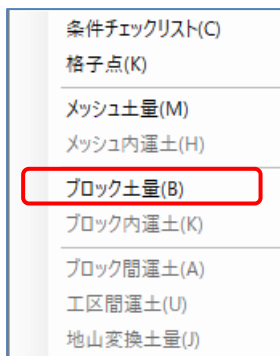 条件チェックリスト(C)
格子点(K)
メッシュ土量(M)
メッシュ内運土(H)
ブロック土量(B)
ブロック内運土(K)
ブロック間運土(A)
工区間運土(U)
地山変換土量(J)